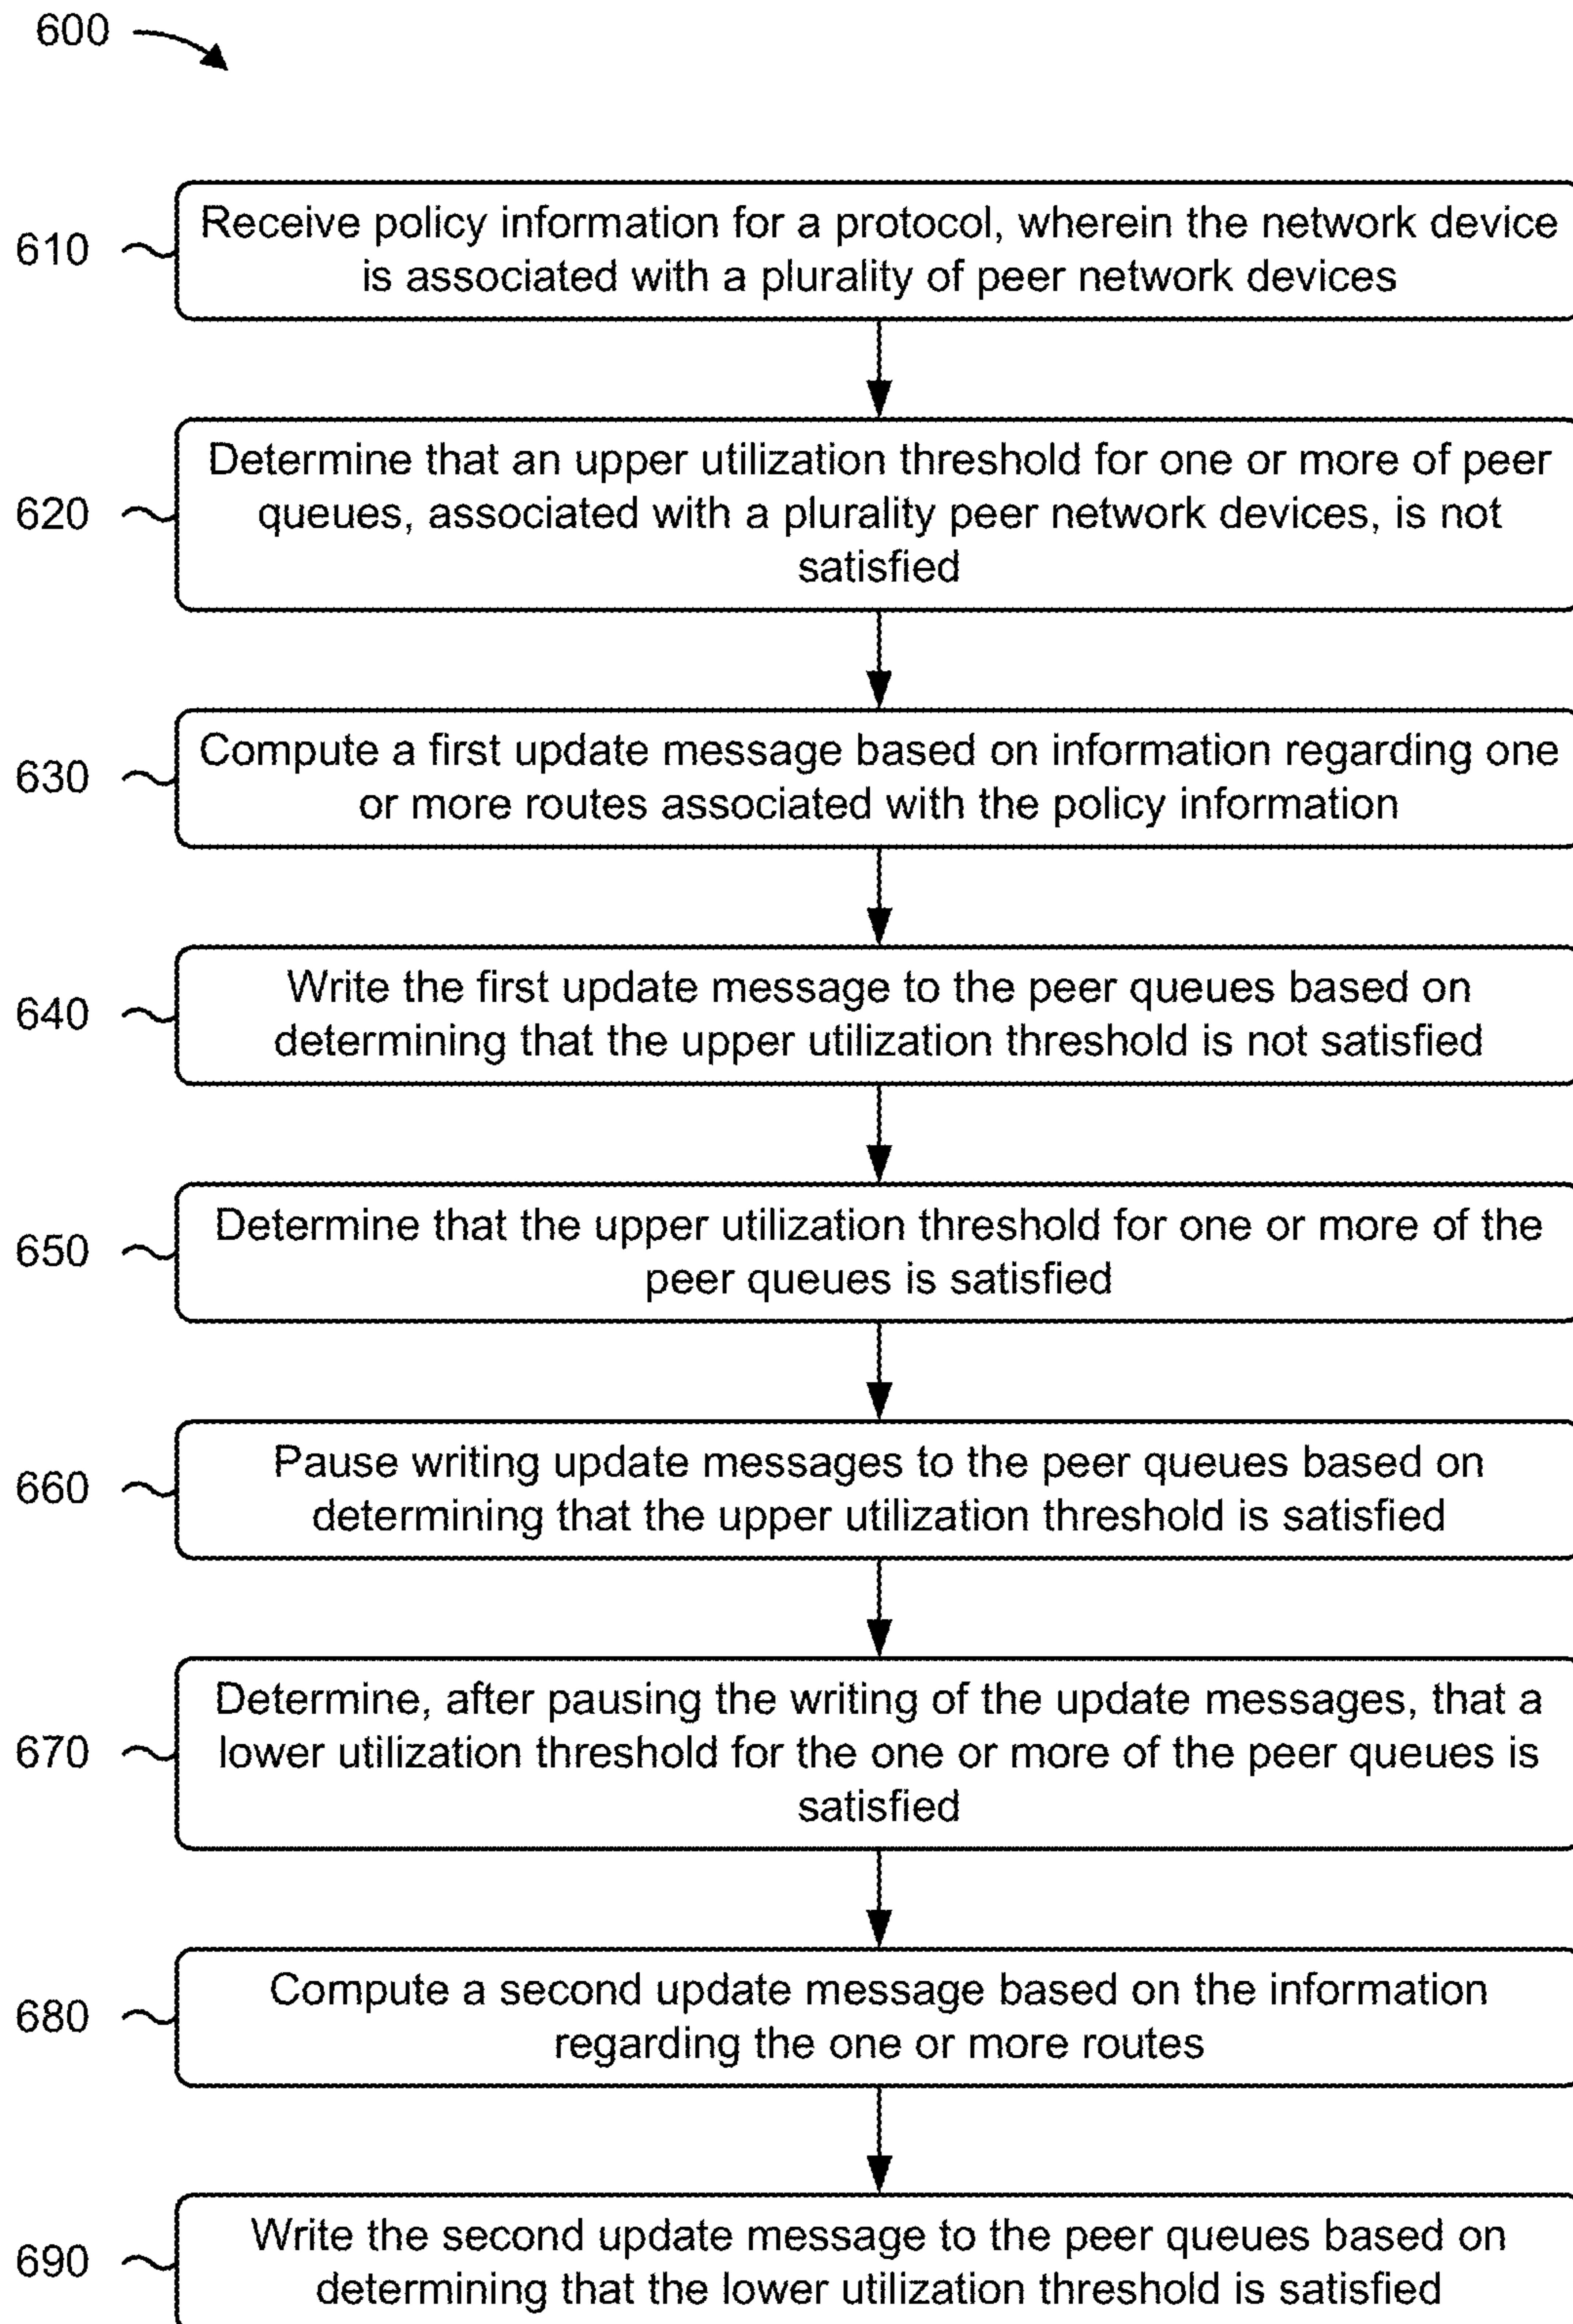 600
610
Receive policy information for a protocol, wherein the network device
is associated with a plurality of peer network devices
620
Determine that an upper utilization threshold for one or more of peer
queues, associated with a plurality peer network devices, is not
satisfied
630
Compute a first update message based on information regarding one
or more routes associated with the policy information
640
Write the first update message to the peer queues based on
determining that the upper utilization threshold is not satisfied
650
Determine that the upper utilization threshold for one or more of the
peer queues is satisfied
660
Pause writing update messages to the peer queues based on
determining that the upper utilization threshold is satisfied
670
Determine, after pausing the writing of the update messages, that a
lower utilization threshold for the one or more of the peer queues is
satisfied
680
Compute a second update message based on the information
regarding the one or more routes
690
Write the second update message to the peer queues based on
determining that the lower utilization threshold is satisfied